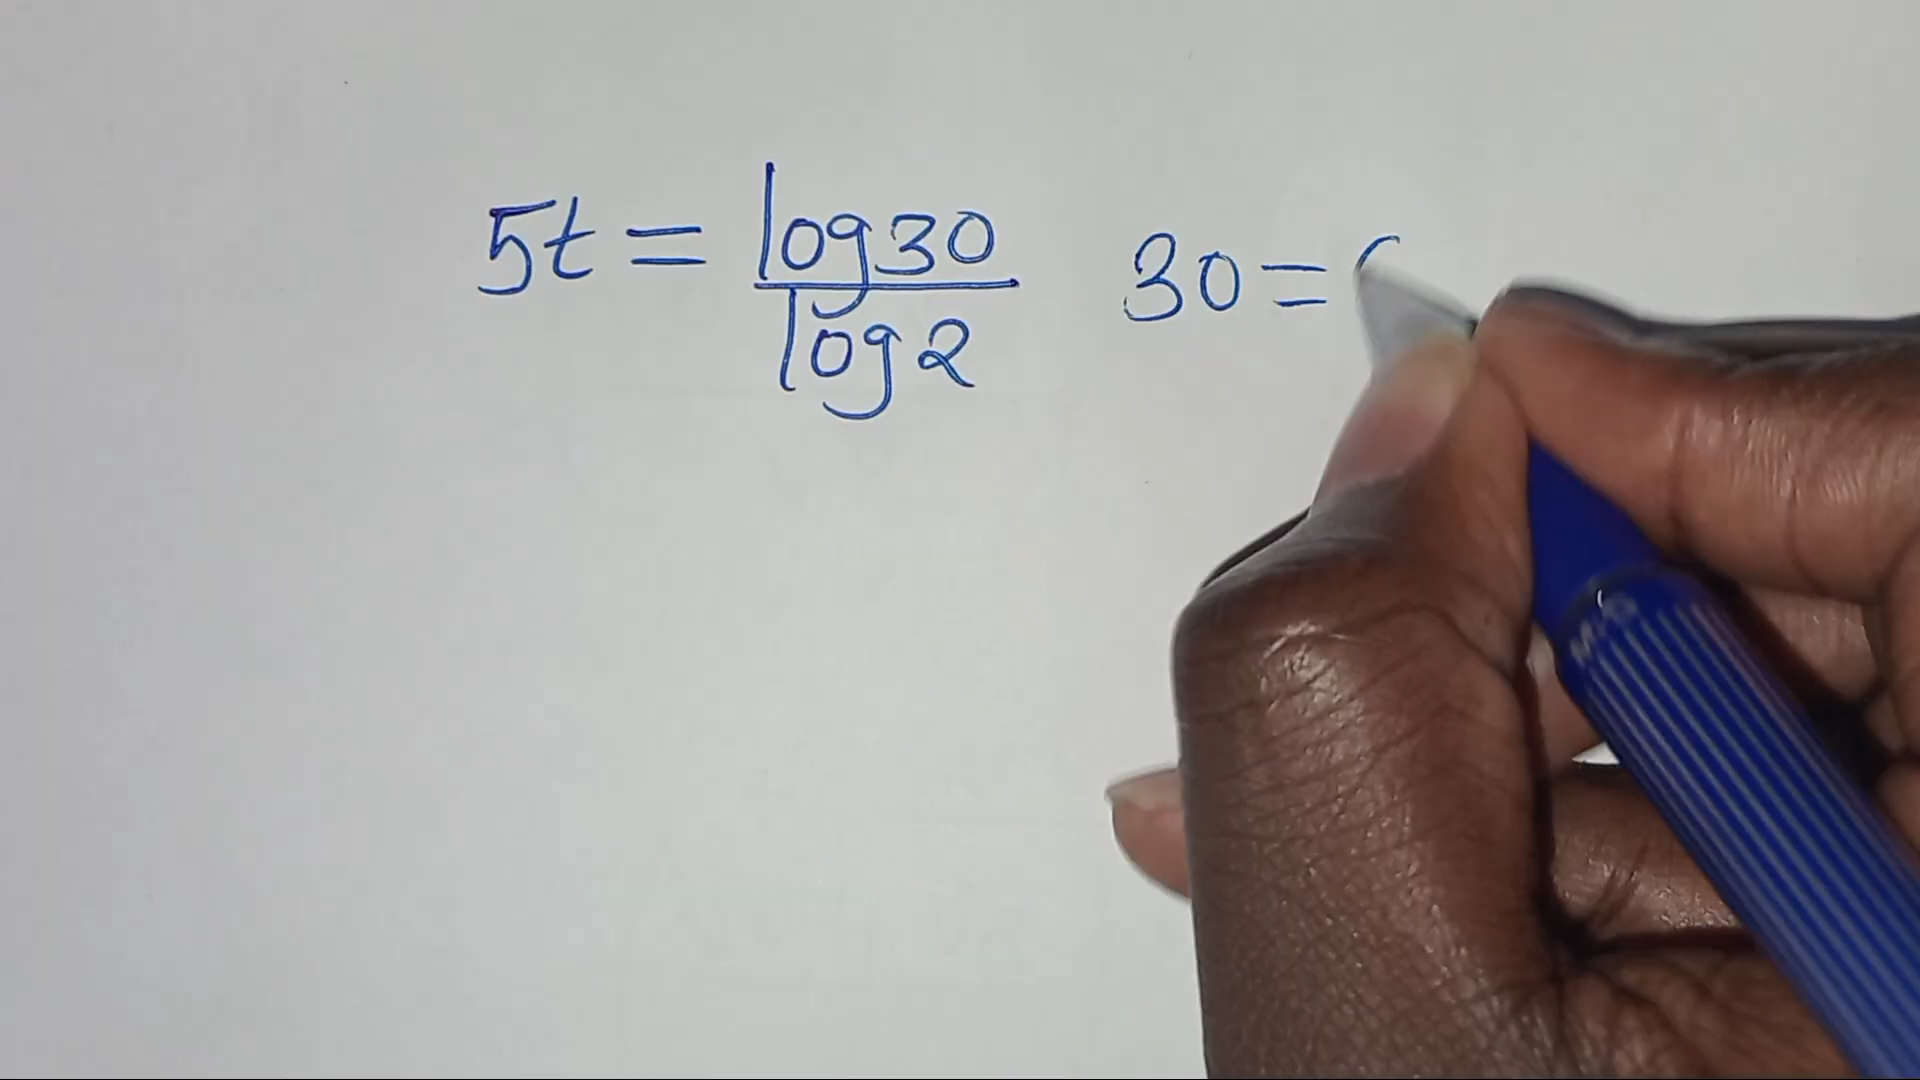 5t = log30/log2  30 =